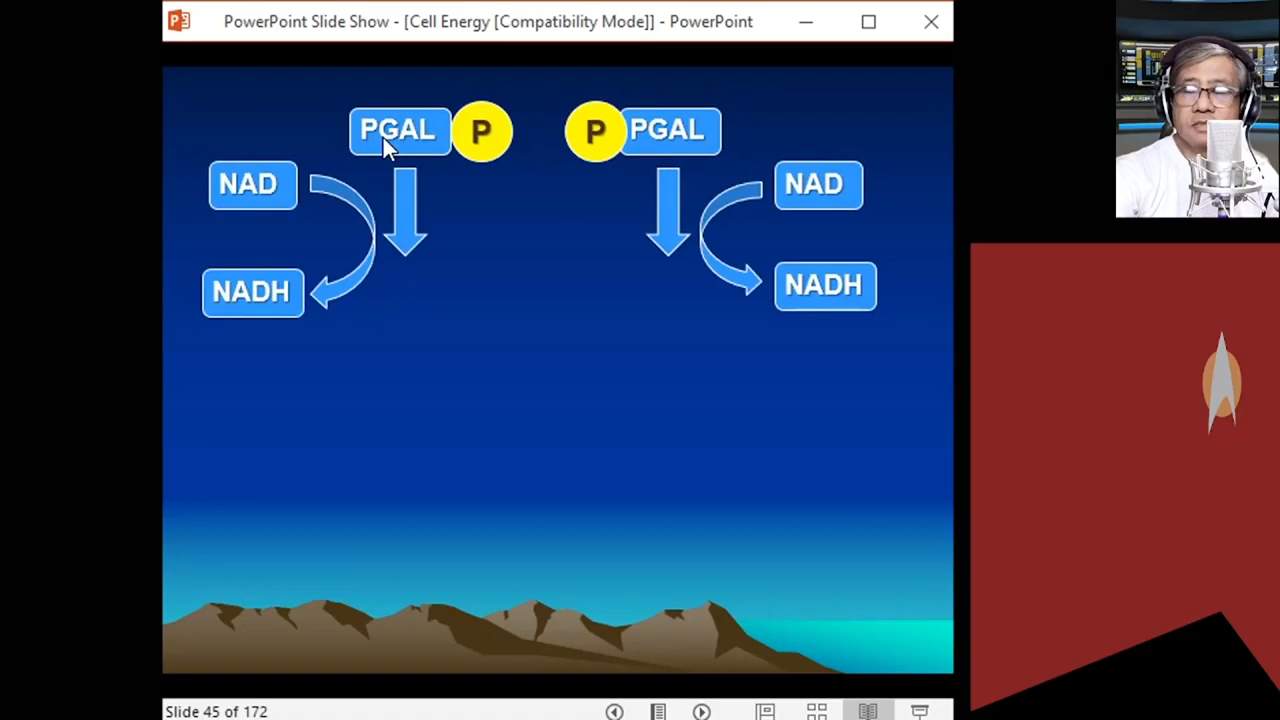 PowerPoint Slide Show - [Cell Energy [Compatibility Mode]] - PowerPoint
PGAL P P PGAL
NAD NAD
NADH NADH
Slide 45 of 172